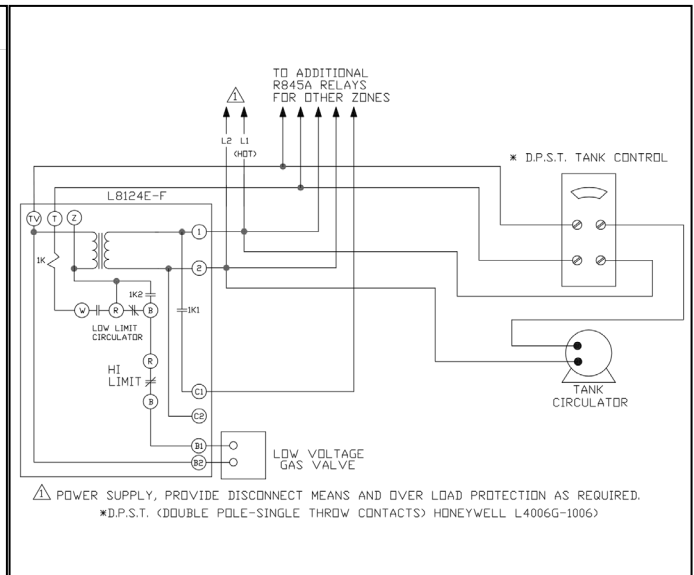 TO ADDITIONAL
R845A RELAYS
FOR OTHER ZONES
1
L2 L1
(HOT)
* D.P.S.T. TANK CONTROL
L8124E-F
TV T Z
1
2
1K
1K2
1K1
W R B
LOW LIMIT
CIRCULATOR
R
HI
LIMIT
B
C1
C2
B1
B2
LOW VOLTAGE
GAS VALVE
TANK
CIRCULATOR
1 POWER SUPPLY, PROVIDE DISCONNECT MEANS AND OVER LOAD PROTECTION AS REQUIRED.
*D.P.S.T. (DOUBLE POLE-SINGLE THROW CONTACTS) HONEYWELL L4006G-1006)